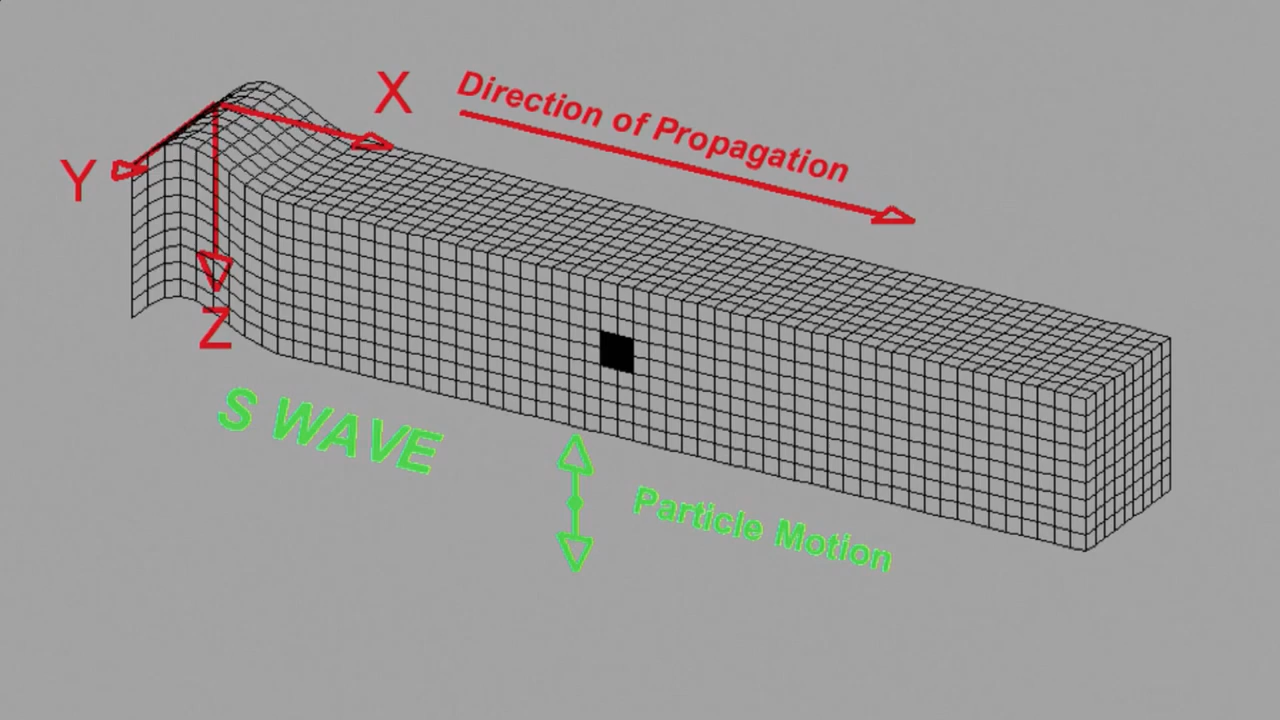 X
Direction of Propagation
Y
Z
S WAVE
Particle Motion